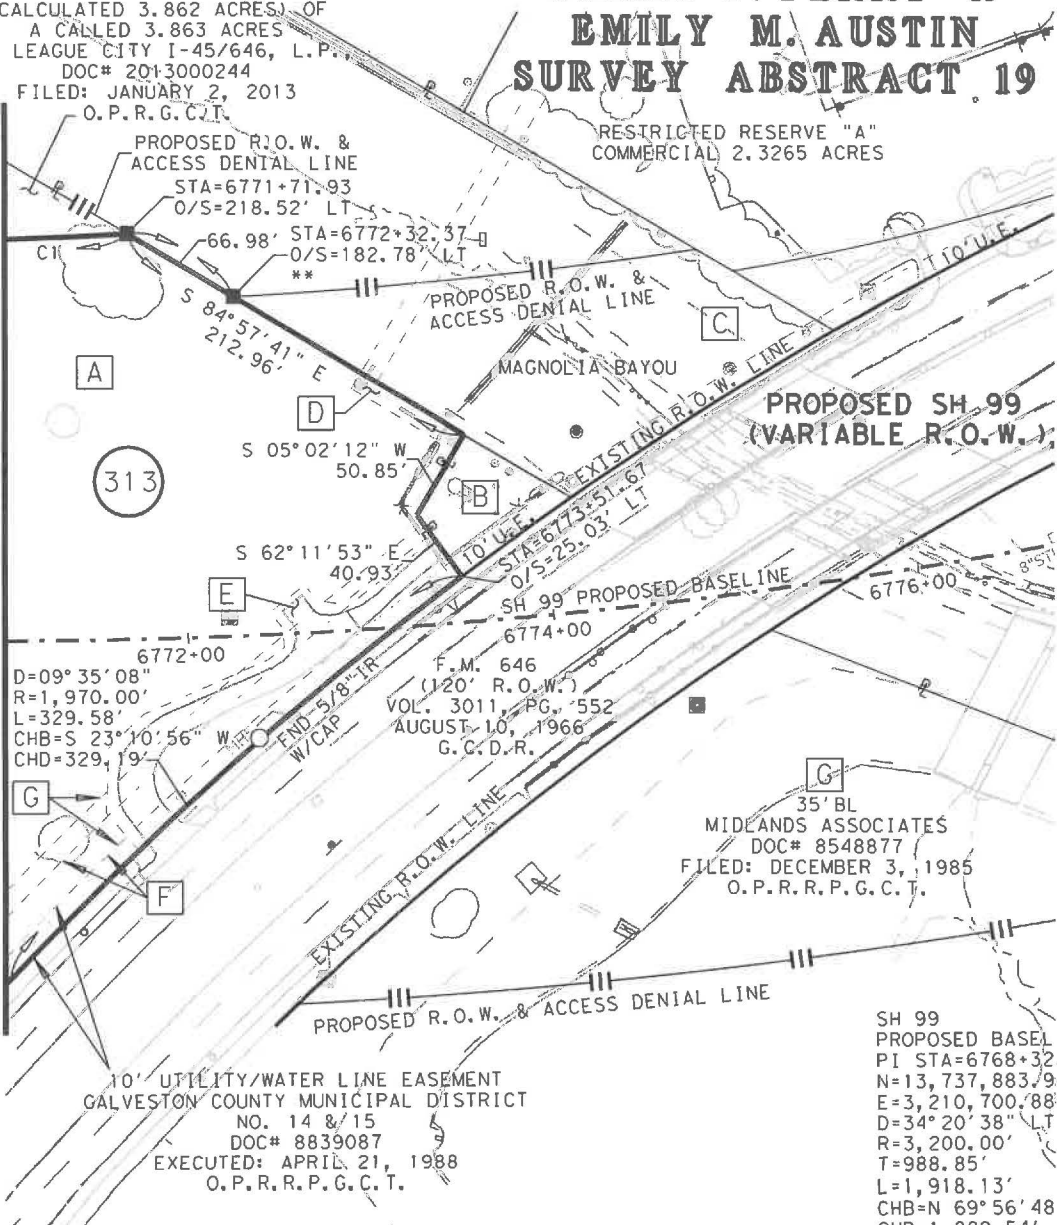 CALCULATED 3.862 ACRES) OF
A CALLED 3.863 ACRES
LEAGUE CITY I-45/646, L.P.,
DOC# 2013000244
FILED: JANUARY 2, 2013
O.P.R.G.C.T.
EMILY M. AUSTIN
SURVEY ABSTRACT 19
RESTRICTED RESERVE "A"
COMMERCIAL 2.3265 ACRES
PROPOSED R.O.W. &
ACCESS DENIAL LINE
STA=6771+71.93
O/S=218.52' LT
66.98'
STA=6772+32.37
O/S=182.78' LT
**
C1
S 84°57'41" E
212.96'
PROPOSED R.O.W. &
ACCESS DENIAL LINE
10' U.E.
C
A
MAGNOLIA BAYOU
D
EXISTING R.O.W. LINE
PROPOSED SH 99
(VARIABLE R.O.W.)
S 05°02'12" W
50.85'
313
B
10' U.E.
STA=6773+51.67
O/S=25.03' LT
S 62°11'53" E
40.93'
E
SH 99 PROPOSED BASELINE
6772+00
6774+00
6776+00
D=09°35'08"
R=1,970.00'
L=329.58'
CHB=S 23°10'56" W
CHD=329.19'
FND 5/8"IR
W/CAP
F.M. 646
(120' R.O.W.)
VOL. 3011, PG. 552
AUGUST 10, 1966
G.C.D.R.
G
F
EXISTING R.O.W. LINE
G
35' BL
MIDLANDS ASSOCIATES
DOC# 8548877
FILED: DECEMBER 3, 1985
O.P.R.R.P.G.C.T.
PROPOSED R.O.W. & ACCESS DENIAL LINE
10' UTILITY/WATER LINE EASEMENT
GALVESTON COUNTY MUNICIPAL DISTRICT
NO. 14 & 15
DOC# 8839087
EXECUTED: APRIL 21, 1988
O.P.R.R.P.G.C.T.
SH 99
PROPOSED BASEL
PI STA=6768+32
N=13,737,883.9
E=3,210,700.88
D=34°20'38" LT
R=3,200.00'
T=988.85'
L=1,918.13'
CHB=N 69°56'48